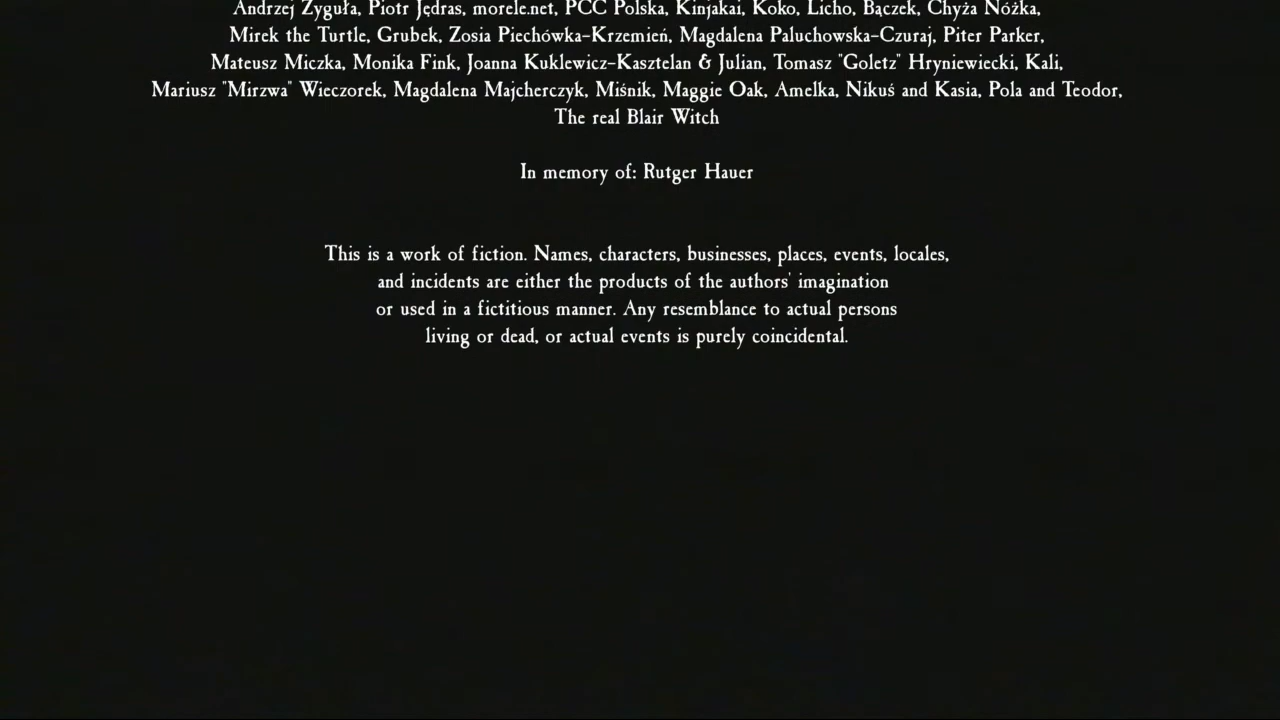 Andrzej Zyguła, Piotr Jędras, morele.net, PCC Polska, Kinjakai, Koko, Licho, Bączek, Chyża Nóżka,
Mirek the Turtle, Grubek, Zosia Piechówka-Krzemień, Magdalena Paluchowska-Czuraj, Piter Parker,
Mateusz Miczka, Monika Fink, Joanna Kuklewicz-Kasztelan & Julian, Tomasz "Goletz" Hryniewiecki, Kali,
Mariusz "Mirzwa" Wieczorek, Magdalena Majcherczyk, Miśnik, Maggie Oak, Amelka, Nikuś and Kasia, Pola and Teodor,
The real Blair Witch
In memory of: Rutger Hauer
This is a work of fiction. Names, characters, businesses, places, events, locales,
and incidents are either the products of the authors' imagination
or used in a fictitious manner. Any resemblance to actual persons
living or dead, or actual events is purely coincidental.